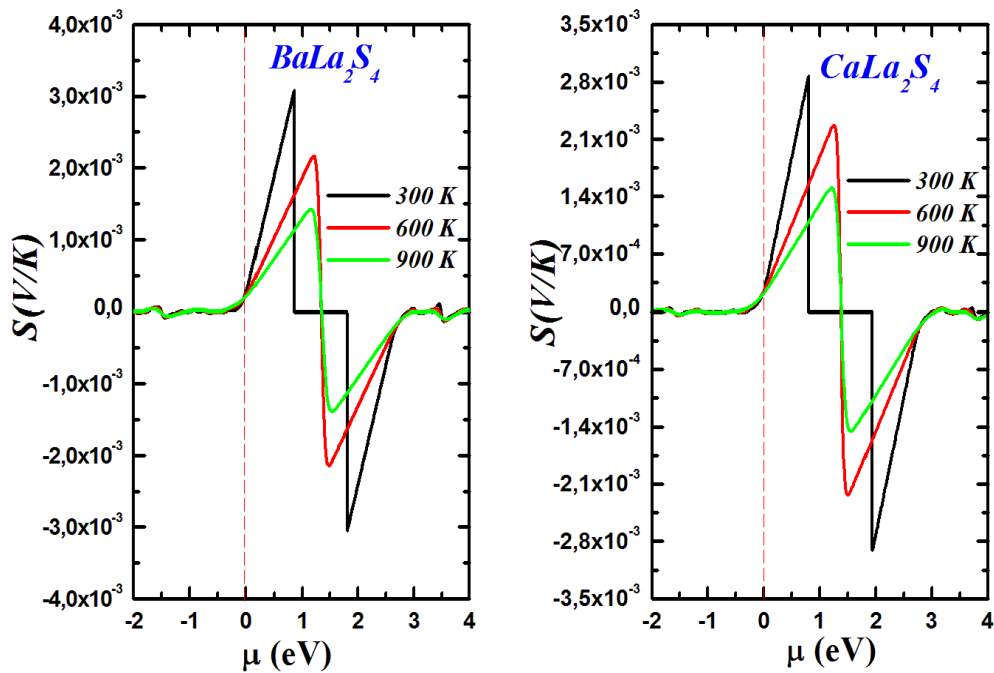 BaLa₂S₄
4,0x10⁻³
3,0x10⁻³
2,0x10⁻³
1,0x10⁻³
0,0
-1,0x10⁻³
-2,0x10⁻³
-3,0x10⁻³
-4,0x10⁻³
S(V/K)
300 K
600 K
900 K
-2 -1 0 1 2 3 4
μ (eV)
CaLa₂S₄
3,5x10⁻³
2,8x10⁻³
2,1x10⁻³
1,4x10⁻³
7,0x10⁻⁴
0,0
-7,0x10⁻⁴
-1,4x10⁻³
-2,1x10⁻³
-2,8x10⁻³
-3,5x10⁻³
S(V/K)
300 K
600 K
900 K
-2 -1 0 1 2 3 4
μ (eV)